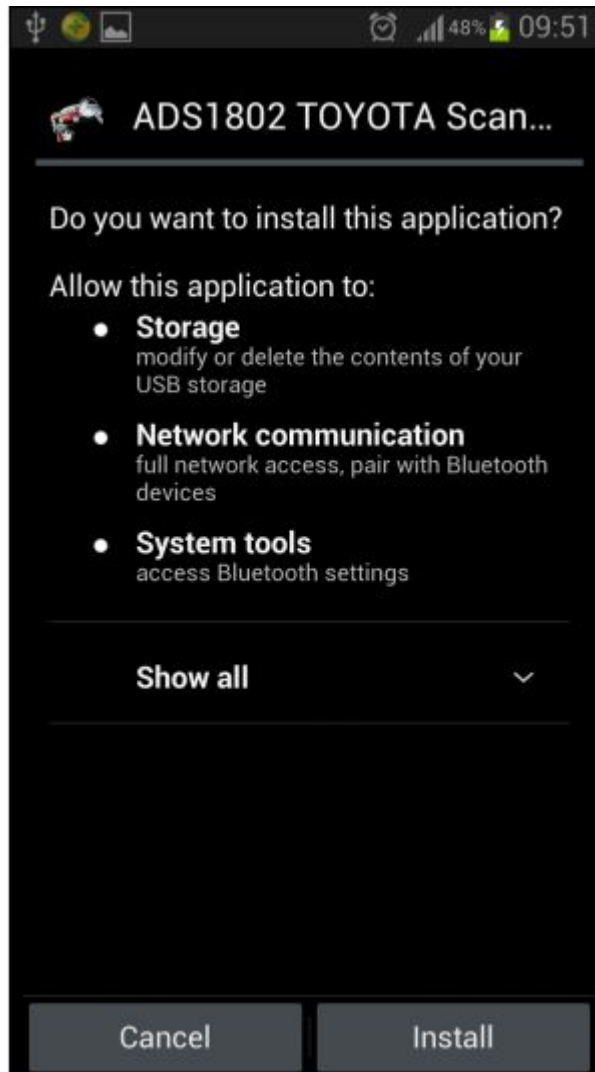 48% 09:51
ADS1802 TOYOTA Scan...
Do you want to install this application?
Allow this application to:
Storage
modify or delete the contents of your
USB storage
Network communication
full network access, pair with Bluetooth
devices
System tools
access Bluetooth settings
Show all
Cancel Install